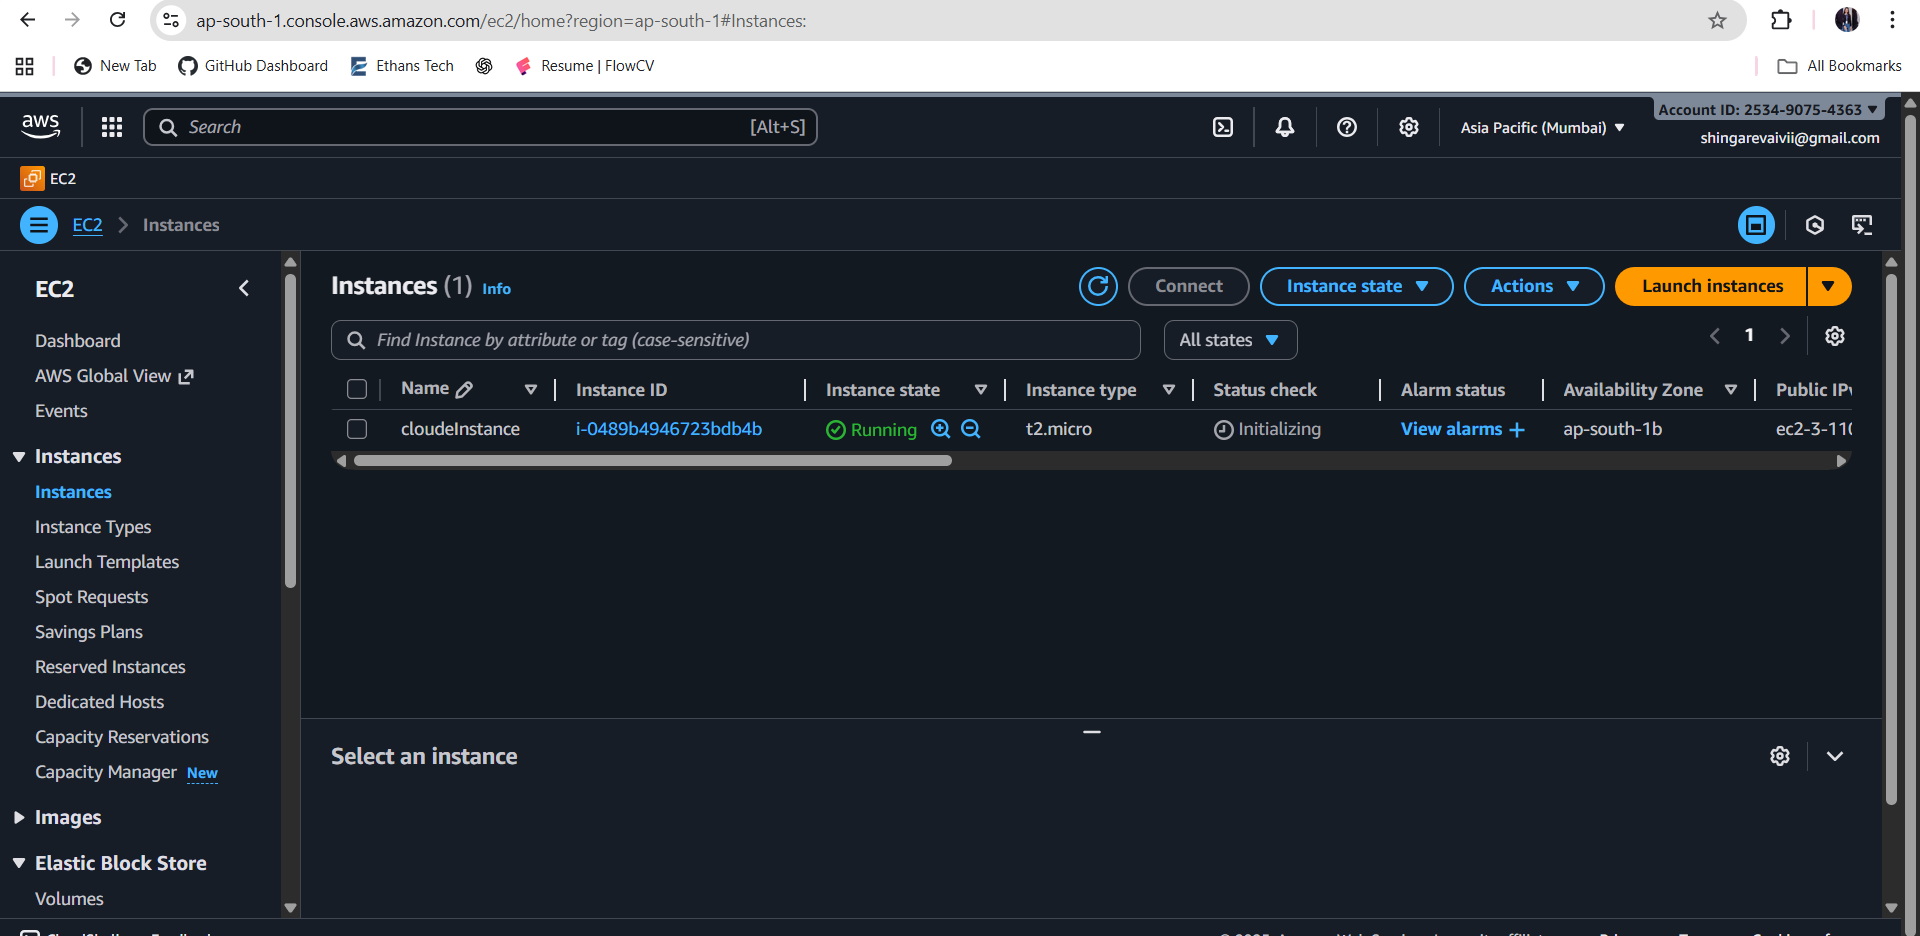 ap-south-1.console.aws.amazon.com/ec2/home?region=ap-south-1#Instances:
New Tab GitHub Dashboard Ethans Tech Resume | FlowCV All Bookmarks
aws Search [Alt+S] Asia Pacific (Mumbai) Account ID: 2534-9075-4363
shingarevaivii@gmail.com
EC2
EC2 Instances
EC2
Dashboard
AWS Global View
Events
Instances
Instances
Instance Types
Launch Templates
Spot Requests
Savings Plans
Reserved Instances
Dedicated Hosts
Capacity Reservations
Capacity Manager New
Images
Elastic Block Store
Volumes
Instances (1) Info Connect Instance state Actions Launch instances
Find Instance by attribute or tag (case-sensitive) All states 1
Name Instance ID Instance state Instance type Status check Alarm status Availability Zone Public IPv
cloudeInstance i-0489b4946723bdb4b Running t2.micro Initializing View alarms + ap-south-1b ec2-3-110
Select an instance